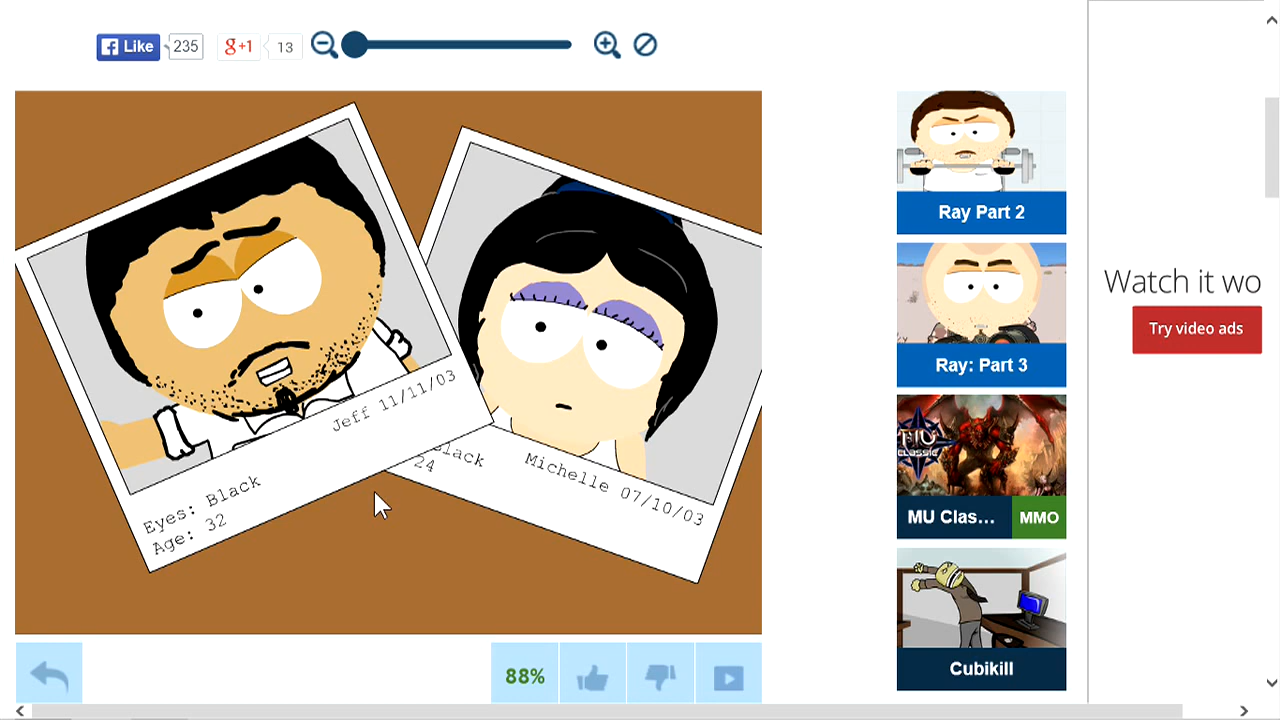 Like 235 g+1 13
Jeff 11/11/03
Eyes: Black
Age: 32
24
Michelle 07/10/03
88%
Ray Part 2
Ray: Part 3
MU Clas... MMO
Cubikill
Watch it wo
Try video ads